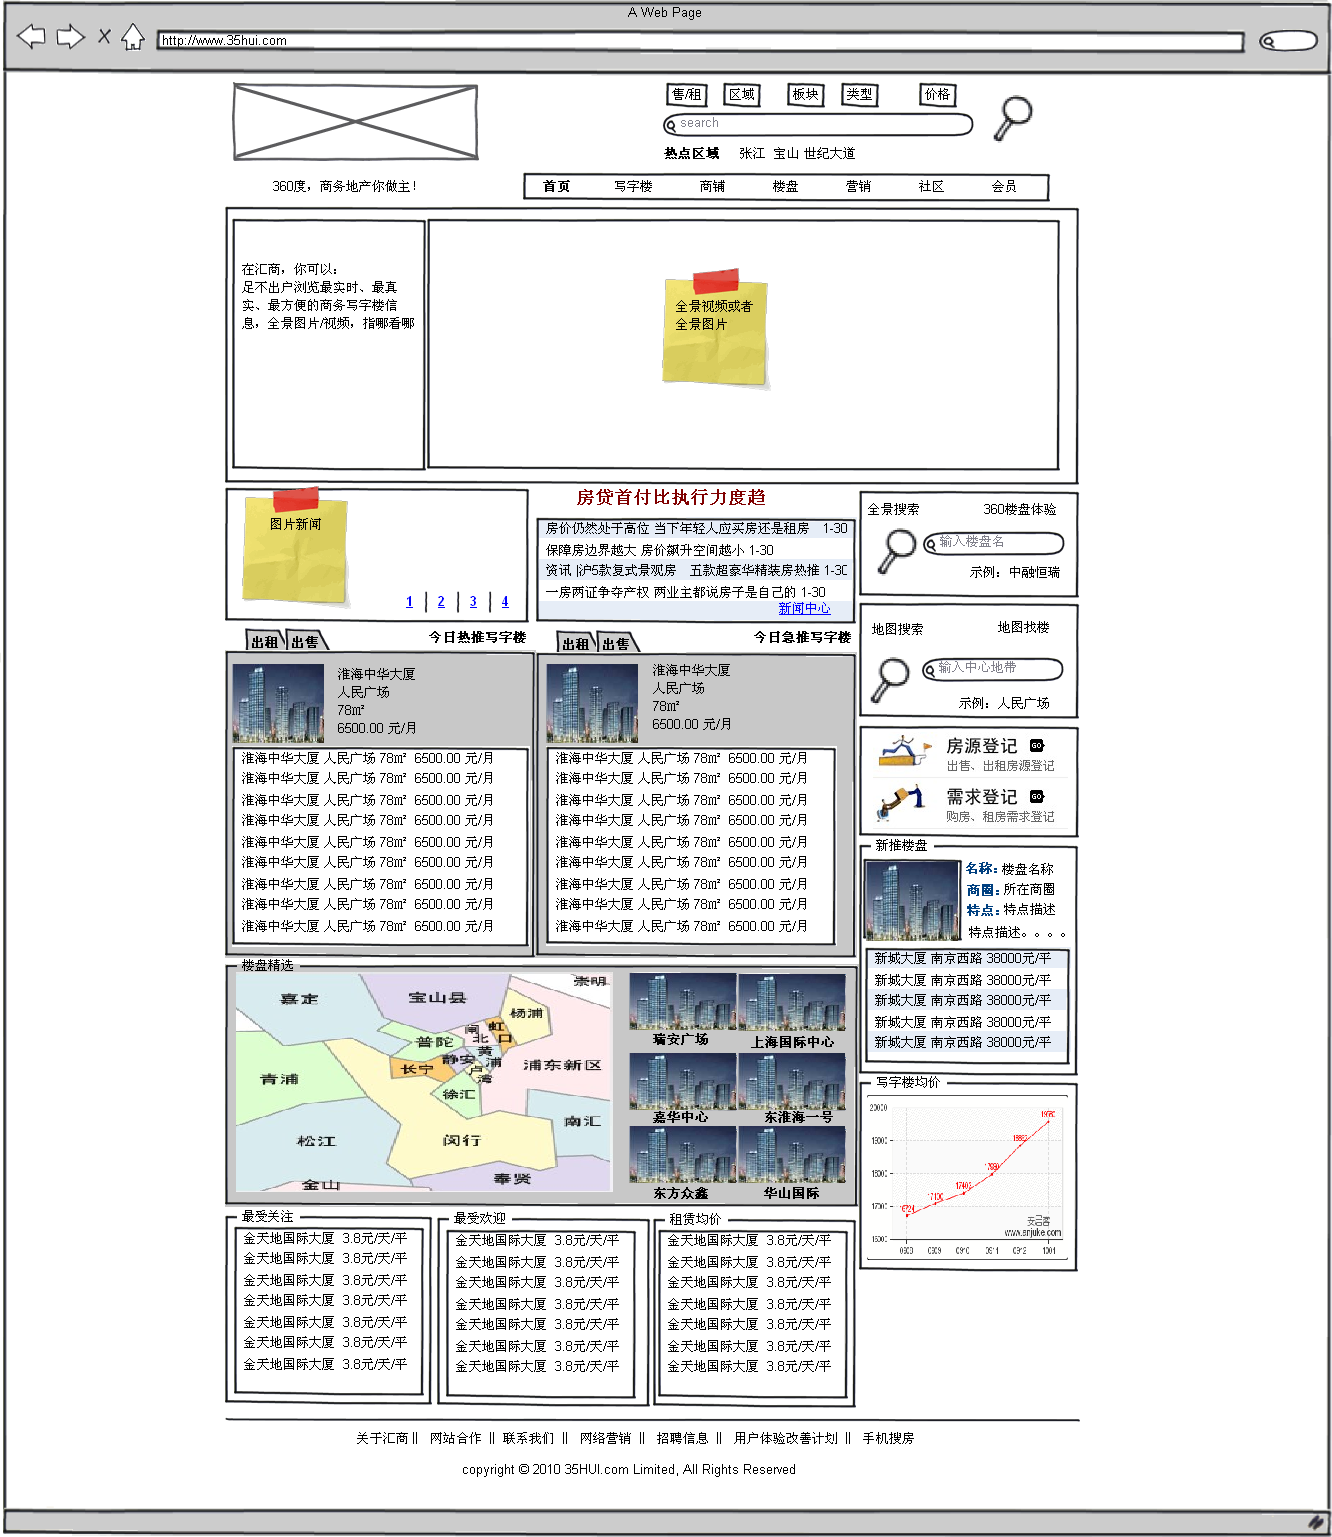 A Web Page
http://www.35hui.com
售/租 区域 板块 类型 价格
search
热点区域 张江 宝山 世纪大道
360度，商务地产你做主！
首页 写字楼 商铺 楼盘 营销 社区 会员
在汇商，你可以：
足不出户浏览最实时、最真
实、最方便的商务写字楼信
息，全景图片/视频，指哪看哪
全景视频或者
全景图片
图片新闻
1 2 3 4
房贷首付比执行力度趋
房价仍然处于高位 当下年轻人应买房还是租房 1-30
保障房边界越大 房价飙升空间越小 1-30
资讯 |沪5款复式景观房 五款超豪华精装房热推 1-30
一房两证争夺产权 两业主都说房子是自己的 1-30
新闻中心
全景搜索 360楼盘体验
输入楼盘名
示例：中融恒瑞
地图搜索 地图找楼
输入中心地带
示例：人民广场
房源登记 GO
出售、出租房源登记
需求登记 GO
购房、租房需求登记
出租 出售 今日热推写字楼
淮海中华大厦
人民广场
78㎡
6500.00 元/月
淮海中华大厦 人民广场 78㎡ 6500.00 元/月
淮海中华大厦 人民广场 78㎡ 6500.00 元/月
淮海中华大厦 人民广场 78㎡ 6500.00 元/月
淮海中华大厦 人民广场 78㎡ 6500.00 元/月
淮海中华大厦 人民广场 78㎡ 6500.00 元/月
淮海中华大厦 人民广场 78㎡ 6500.00 元/月
淮海中华大厦 人民广场 78㎡ 6500.00 元/月
淮海中华大厦 人民广场 78㎡ 6500.00 元/月
淮海中华大厦 人民广场 78㎡ 6500.00 元/月
出租 出售 今日急推写字楼
淮海中华大厦
人民广场
78㎡
6500.00 元/月
淮海中华大厦 人民广场 78㎡ 6500.00 元/月
淮海中华大厦 人民广场 78㎡ 6500.00 元/月
淮海中华大厦 人民广场 78㎡ 6500.00 元/月
淮海中华大厦 人民广场 78㎡ 6500.00 元/月
淮海中华大厦 人民广场 78㎡ 6500.00 元/月
淮海中华大厦 人民广场 78㎡ 6500.00 元/月
淮海中华大厦 人民广场 78㎡ 6500.00 元/月
淮海中华大厦 人民广场 78㎡ 6500.00 元/月
淮海中华大厦 人民广场 78㎡ 6500.00 元/月
新推楼盘
名称：楼盘名称
商圈：所在商圈
特点：特点描述
特点描述。。。。
新城大厦 南京西路 38000元/平
新城大厦 南京西路 38000元/平
新城大厦 南京西路 38000元/平
新城大厦 南京西路 38000元/平
新城大厦 南京西路 38000元/平
楼盘精选
崇明
嘉定
宝山县
杨浦
虹口
闸北
普陀
黄浦
静安
长宁
卢湾
浦东新区
青浦
徐汇
南汇
松江
闵行
奉贤
金山
瑞安广场 上海国际中心
嘉华中心 东淮海一号
东方众鑫 华山国际
写字楼均价
20000
19000
18000
17000
16000
16724
17100
17402
17980
18862
19580
安居客
www.anjuke.com
0908 0909 0910 0911 0912 1001
最受关注
金天地国际大厦 3.8元/天/平
金天地国际大厦 3.8元/天/平
金天地国际大厦 3.8元/天/平
金天地国际大厦 3.8元/天/平
金天地国际大厦 3.8元/天/平
金天地国际大厦 3.8元/天/平
金天地国际大厦 3.8元/天/平
最受欢迎
金天地国际大厦 3.8元/天/平
金天地国际大厦 3.8元/天/平
金天地国际大厦 3.8元/天/平
金天地国际大厦 3.8元/天/平
金天地国际大厦 3.8元/天/平
金天地国际大厦 3.8元/天/平
金天地国际大厦 3.8元/天/平
租赁均价
金天地国际大厦 3.8元/天/平
金天地国际大厦 3.8元/天/平
金天地国际大厦 3.8元/天/平
金天地国际大厦 3.8元/天/平
金天地国际大厦 3.8元/天/平
金天地国际大厦 3.8元/天/平
金天地国际大厦 3.8元/天/平
关于汇商 || 网站合作 || 联系我们 || 网络营销 || 招聘信息 || 用户体验改善计划 || 手机搜房
copyright © 2010 35HUI.com Limited, All Rights Reserved